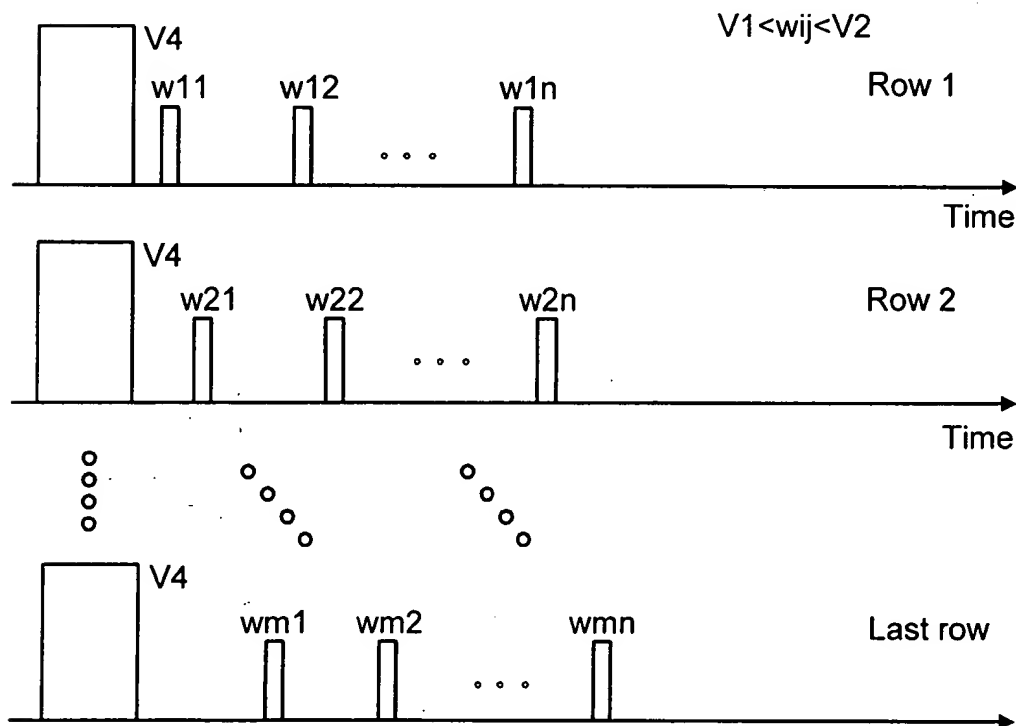 V1<wij<V2
V4
w11 w12 w1n Row 1
Time
V4
w21 w22 w2n Row 2
Time
V4
wm1 wm2 wmn Last row